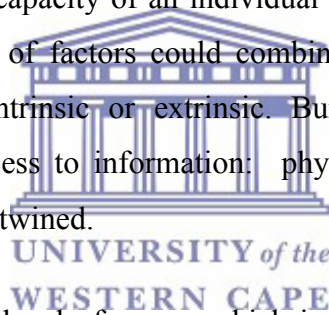 capacity of an individual
of factors could combin
ntrinsic or extrinsic. Bu
ess to information: phy
twined.
UNIVERSITY of the
WESTERN CAPE